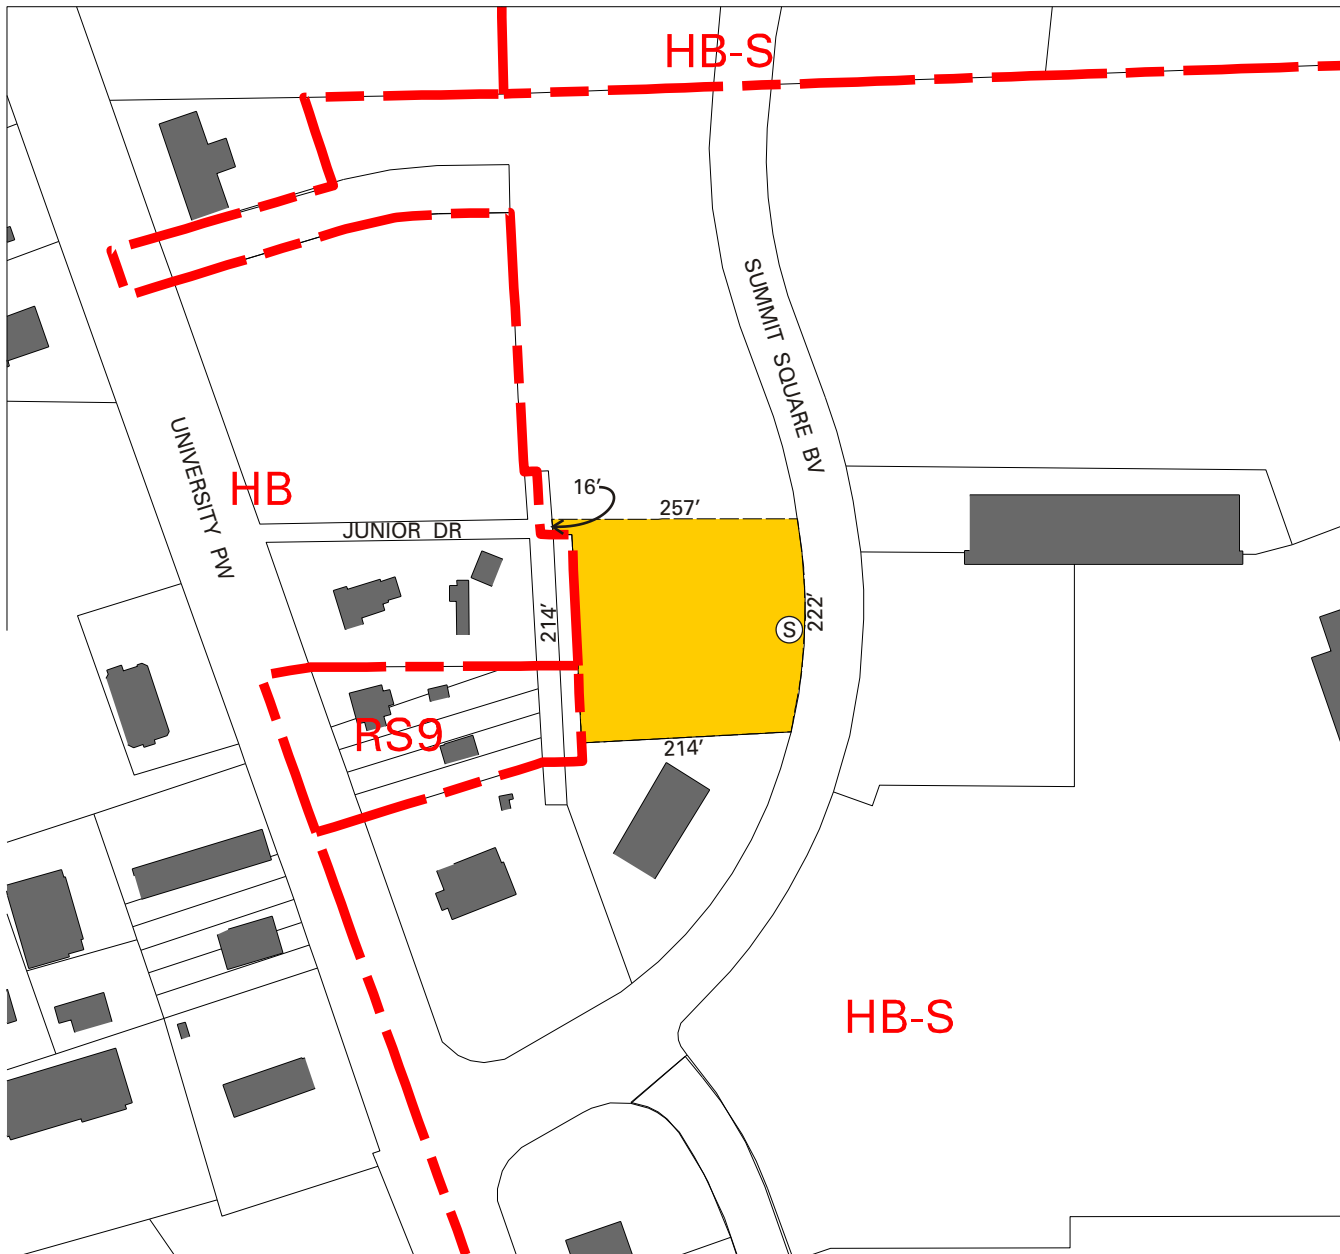 HB-S
SUMMIT SQUARE BV
UNIVERSITY PW
HB
16'
257'
JUNIOR DR
214'
222'
S
RS9
214'
HB-S